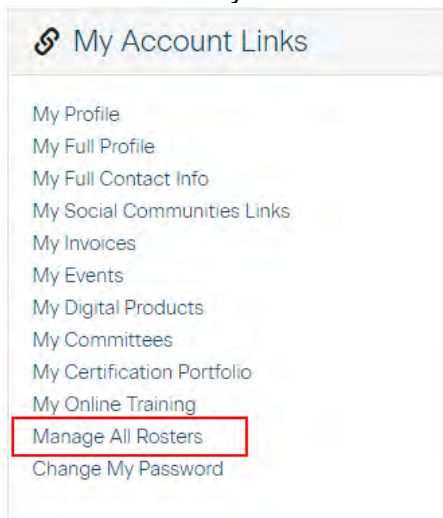 My Account Links
My Profile
My Full Profile
My Full Contact Info
My Social Communities Links
My Invoices
My Events
My Digital Products
My Committees
My Certification Portfolio
My Online Training
Manage All Rosters
Change My Password